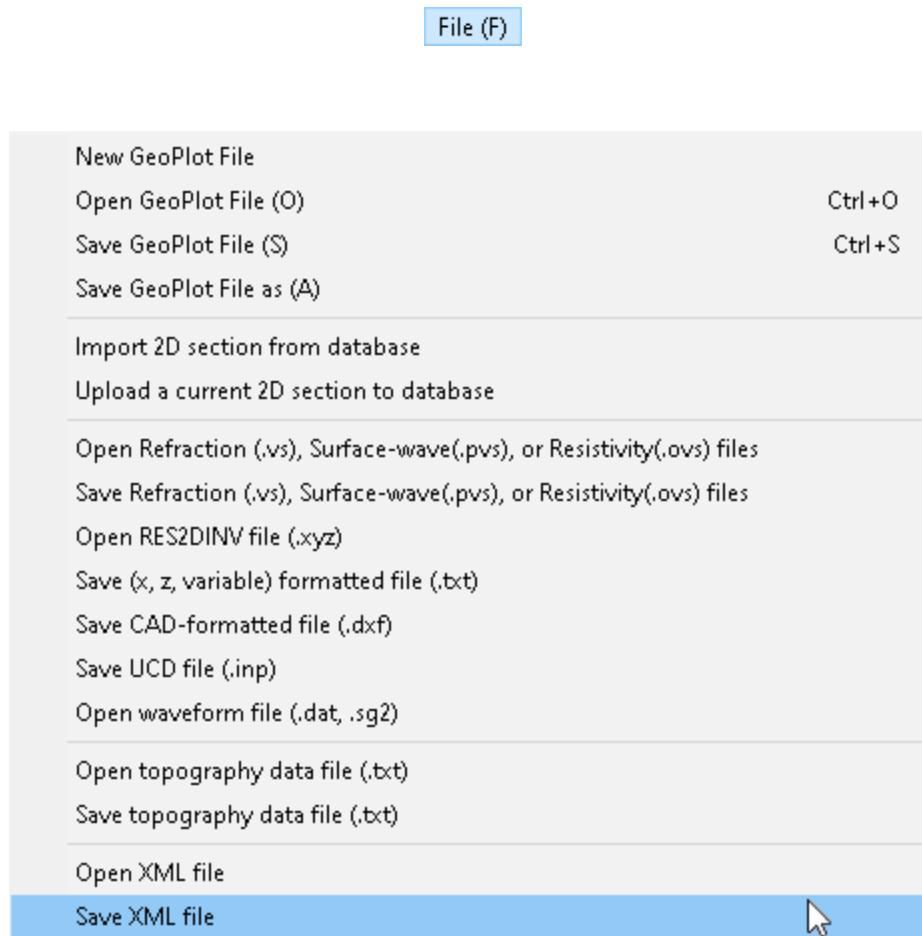 File (F)
New GeoPlot File
Open GeoPlot File (O) Ctrl+O
Save GeoPlot File (S) Ctrl+S
Save GeoPlot File as (A)
Import 2D section from database
Upload a current 2D section to database
Open Refraction (.vs), Surface-wave(.pvs), or Resistivity(.ovs) files
Save Refraction (.vs), Surface-wave(.pvs), or Resistivity(.ovs) files
Open RES2DINV file (.xyz)
Save (x, z, variable) formatted file (.txt)
Save CAD-formatted file (.dxf)
Save UCD file (.inp)
Open waveform file (.dat, .sg2)
Open topography data file (.txt)
Save topography data file (.txt)
Open XML file
Save XML file